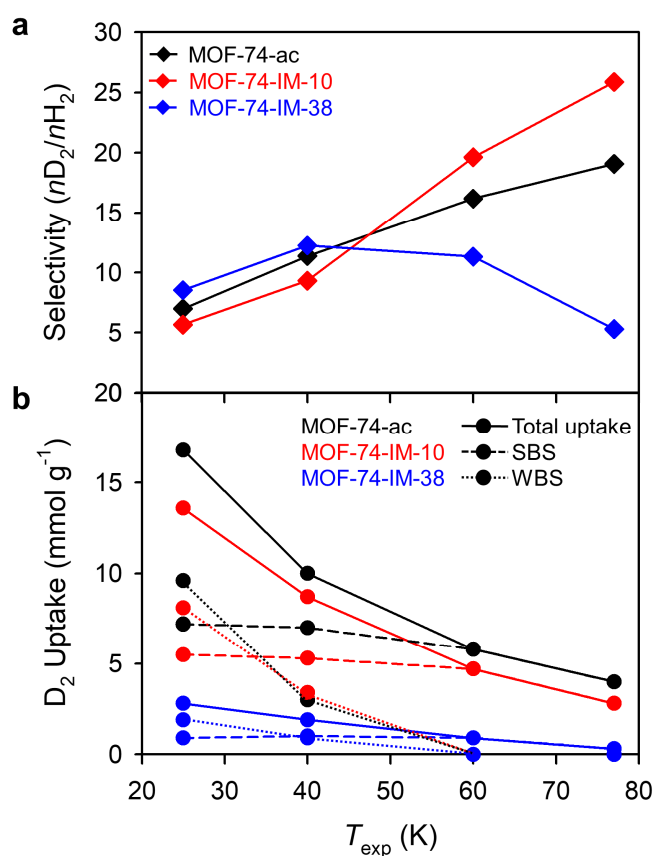 a
30
25
20
15
10
5
20
Selectivity (nD₂/nH₂)
MOF-74-ac
MOF-74-IM-10
MOF-74-IM-38
b
15
10
5
0
D₂ Uptake (mmol g⁻¹)
MOF-74-ac Total uptake
MOF-74-IM-10 SBS
MOF-74-IM-38 WBS
20 30 40 50 60 70 80
T_exp (K)